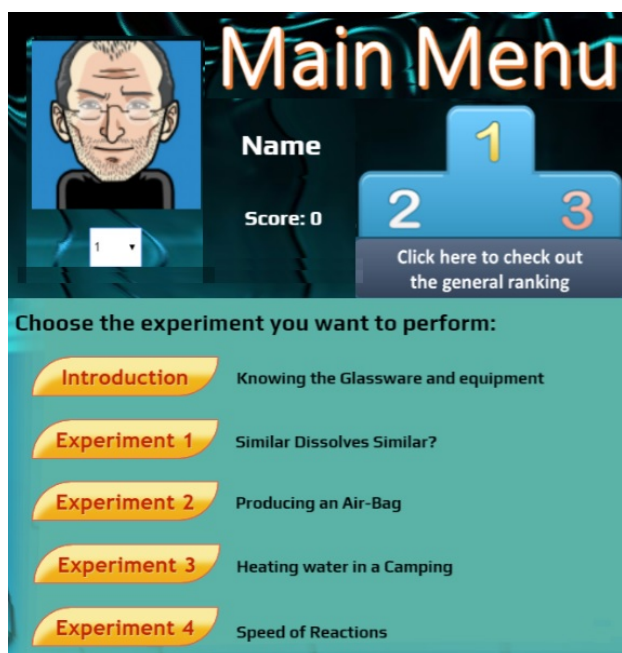 Main Menu
Name
1
2
3
Score: 0
1
Click here to check out
the general ranking
Choose the experiment you want to perform:
Introduction Knowing the Glassware and equipment
Experiment 1 Similar Dissolves Similar?
Experiment 2 Producing an Air-Bag
Experiment 3 Heating water in a Camping
Experiment 4 Speed of Reactions